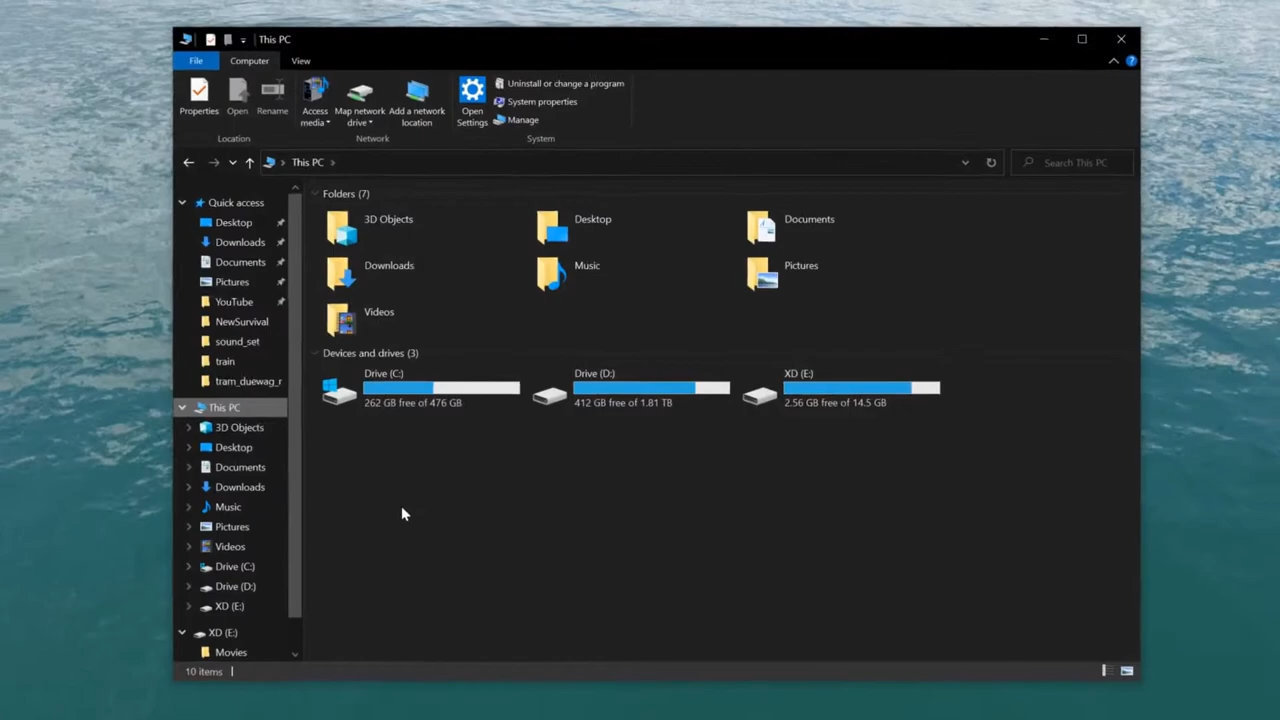 This PC
File Computer View
Properties Open Rename Access media Map network drive Add a network location Open Settings Uninstall or change a program
System properties
Manage
Location Network System
This PC Search This PC
Quick access
Desktop
Downloads
Documents
Pictures
YouTube
NewSurvival
sound_set
train
tram_duewag_r
This PC
3D Objects
Desktop
Documents
Downloads
Music
Pictures
Videos
Drive (C:)
Drive (D:)
XD (E:)
XD (E:)
Movies
Folders (7)
3D Objects Desktop Documents
Downloads Music Pictures
Videos
Devices and drives (3)
Drive (C:) Drive (D:) XD (E:)
262 GB free of 476 GB 412 GB free of 1.81 TB 2.56 GB free of 14.5 GB
10 items